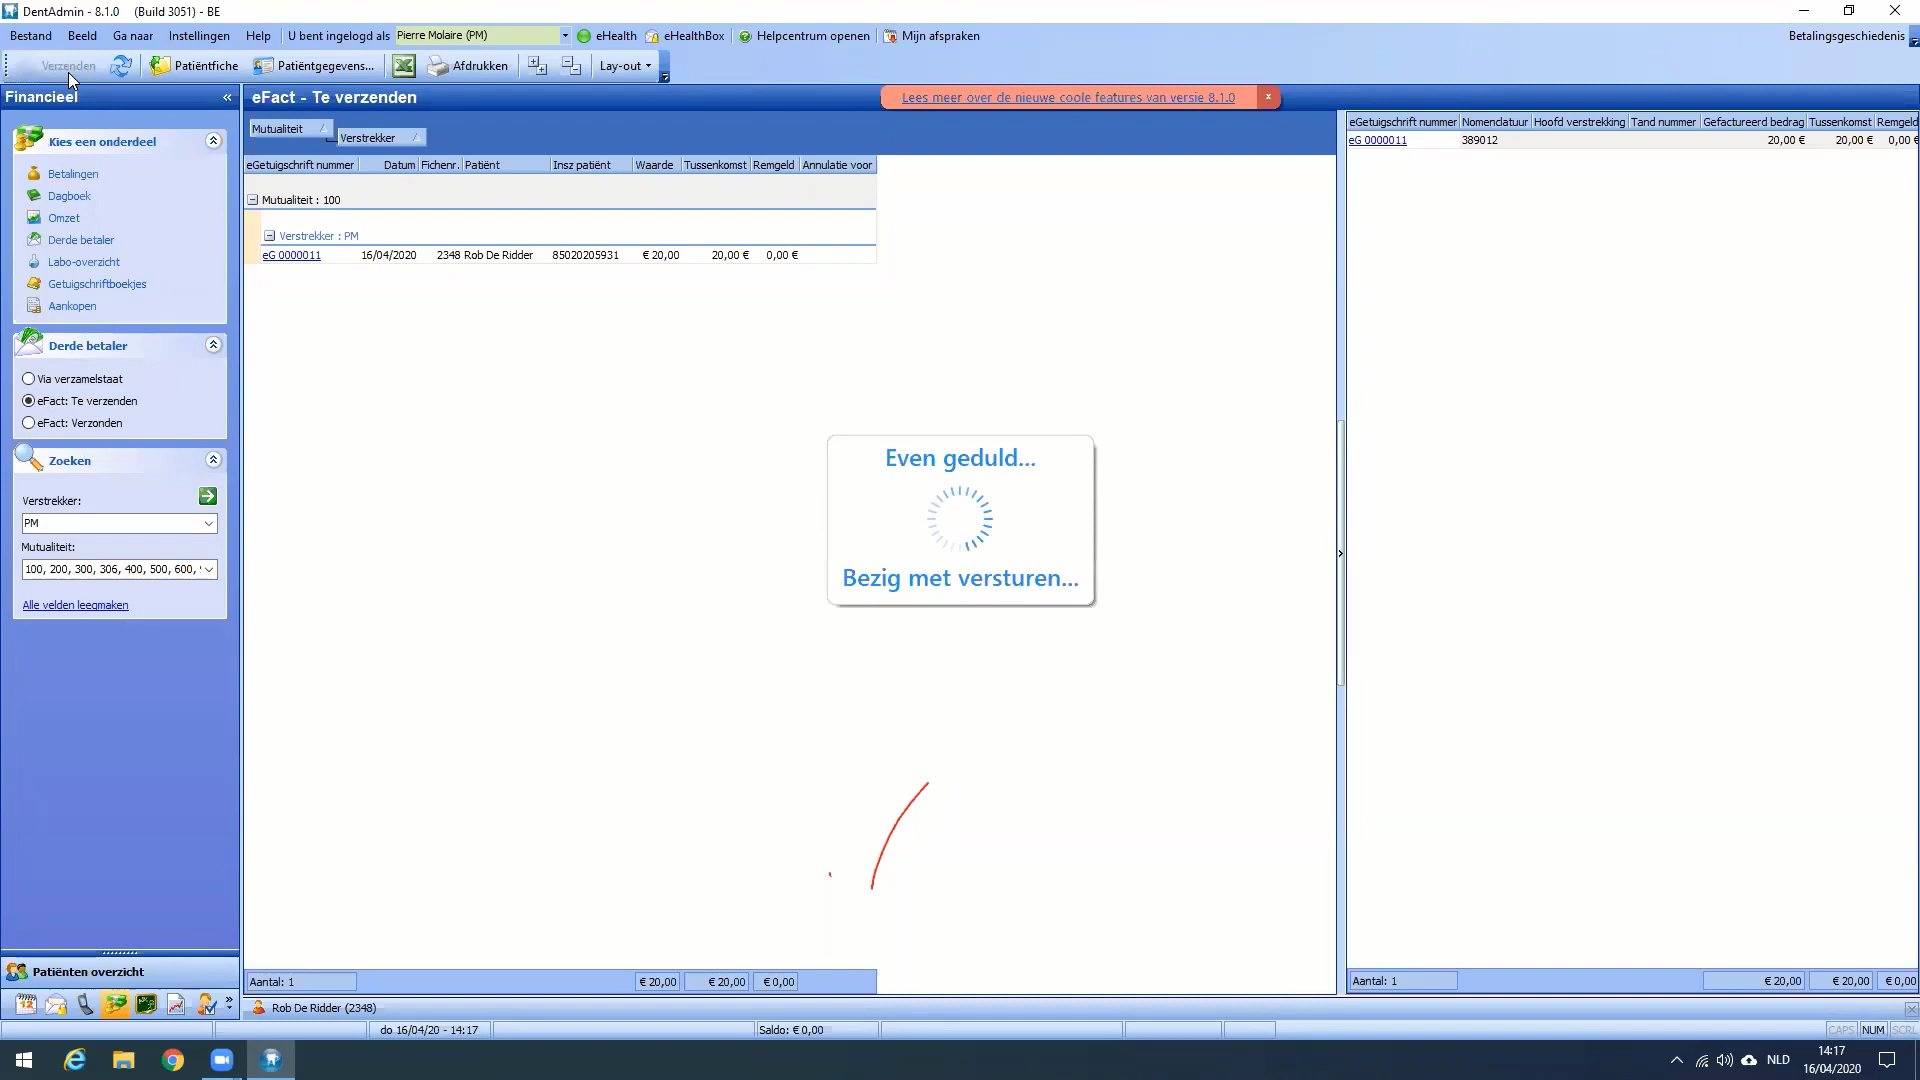 DentAdmin - 8.1.0 (Build 3051) - BE
Bestand Beeld Ga naar Instellingen Help U bent ingelogd als Pierre Molaire (PM) eHealth eHealthBox Helpcentrum openen Mijn afspraken Betalingsgeschiedenis
Verzenden Patiëntfiche Patiëntgegevens... Afdrukken Lay-out
Financieel
Kies een onderdeel
Betalingen
Dagboek
Omzet
Derde betaler
Labo-overzicht
Getuigschriftboekjes
Aankopen
Derde betaler
Via verzamelstaat
eFact: Te verzenden
eFact: Verzonden
Zoeken
Verstrekker:
PM
Mutualiteit:
100, 200, 300, 306, 400, 500, 600,
Alle velden leegmaken
Patiënten overzicht
eFact - Te verzenden
Lees meer over de nieuwe coole features van versie 8.1.0 x
Mutualiteit
Verstrekker
eGetuigschrift nummer Datum Fichenr. Patiënt Insz patiënt Waarde Tussenkomst Remgeld Annulatie voor
Mutualiteit : 100
Verstrekker : PM
eG 0000011 16/04/2020 2348 Rob De Ridder 85020205931 € 20,00 20,00 € 0,00 €
Even geduld...
Bezig met versturen...
Aantal: 1 € 20,00 € 20,00 € 0,00
eGetuigschrift nummer Nomenclatuur Hoofd verstrekking Tand nummer Gefactureerd bedrag Tussenkomst Remgeld
eG 0000011 389012 20,00 € 20,00 € 0,00 €
Aantal: 1 € 20,00 € 20,00 € 0,00
12
Rob De Ridder (2348)
do 16/04/20 - 14:17 Saldo: € 0,00 CAPS NUM SCRL
NLD
14:17
16/04/2020